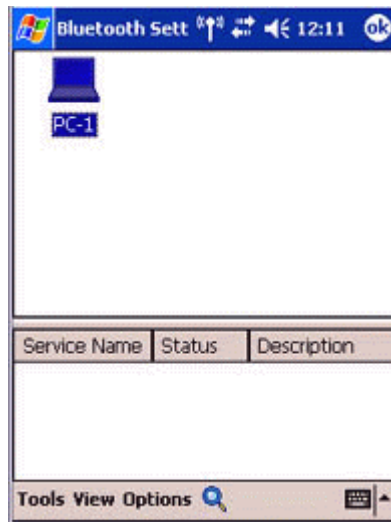 Bluetooth Sett 12:11 ok
PC-1
Service Name Status Description
Tools View Options